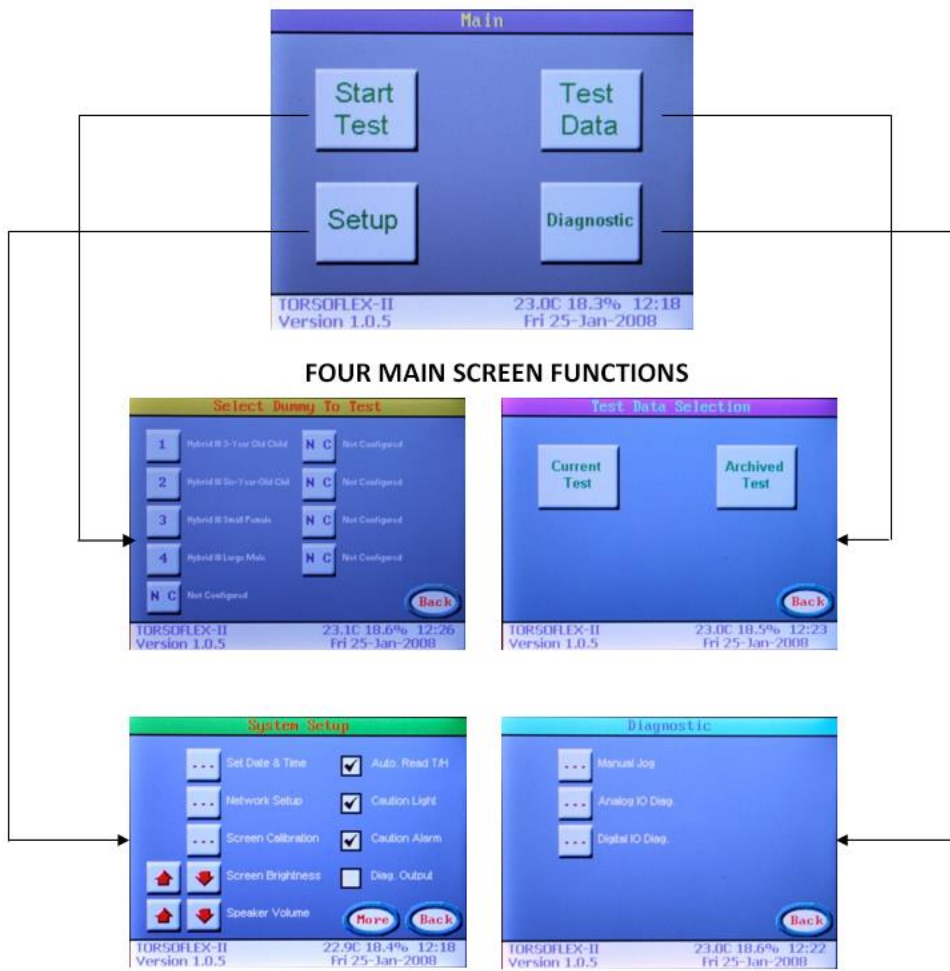 Main
Start
Test
Test
Data
Setup
Diagnostic
TORSOFLEX-II 23.0C 18.3% 12:18
Version 1.0.5 Fri 25-Jan-2008
FOUR MAIN SCREEN FUNCTIONS
Select Dummy To Test
1 Hybrid III 3-Year Old Child N C Not Configured
2 Hybrid III Six-Year-Old Chil N C Not Configured
3 Hybrid III Small Female N C Not Configured
4 Hybrid III Large Male N C Not Configured
N C Not Configured
Back
TORSOFLEX-II 23.1C 18.6% 12:26
Version 1.0.5 Fri 25-Jan-2008
Test Data Selection
Current
Test
Archived
Test
Back
TORSOFLEX-II 23.0C 18.5% 12:23
Version 1.0.5 Fri 25-Jan-2008
System Setup
... Set Date & Time Auto. Read T/H
... Network Setup Caution Light
... Screen Calibration Caution Alarm
Screen Brightness Diag. Output
Speaker Volume More Back
TORSOFLEX-II 22.9C 18.4% 12:18
Version 1.0.5 Fri 25-Jan-2008
Diagnostic
... Manual Jog
... Analog IO Diag.
... Digital IO Diag.
Back
TORSOFLEX-II 23.0C 18.6% 12:22
Version 1.0.5 Fri 25-Jan-2008